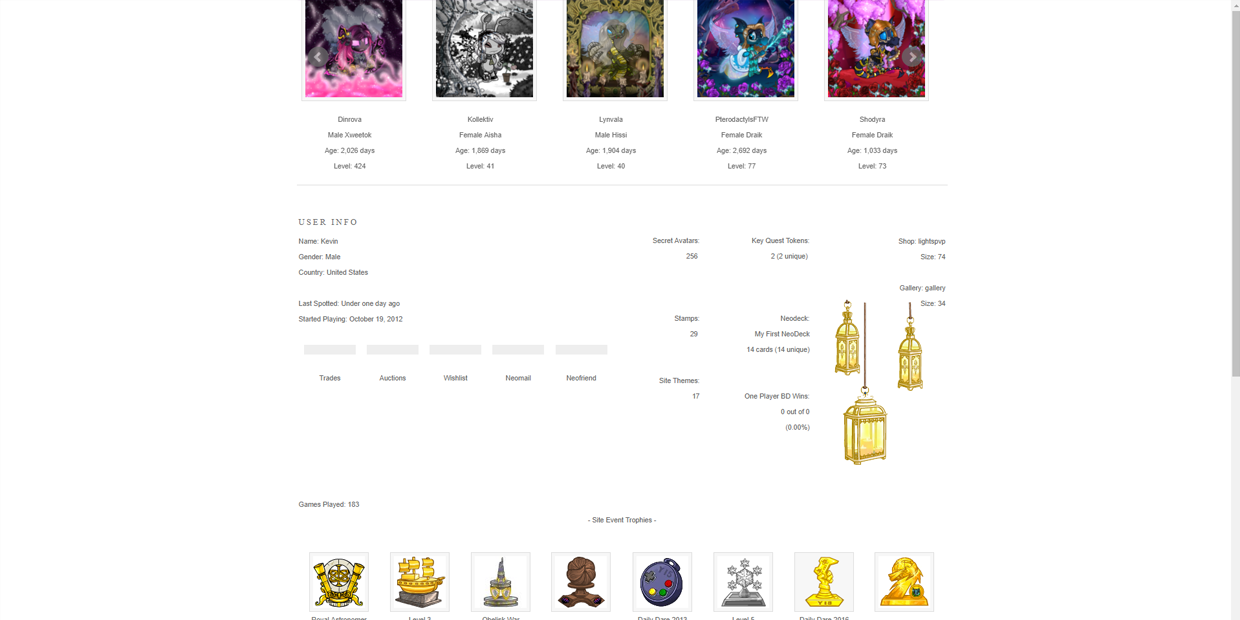 Dinrova
Male Xweetok
Age: 2,026 days
Level: 424
Kollektiv
Female Aisha
Age: 1,869 days
Level: 41
Lynvala
Male Hissi
Age: 1,904 days
Level: 40
PterodactylsFTW
Female Draik
Age: 2,692 days
Level: 77
Shodyra
Female Draik
Age: 1,033 days
Level: 73
USER INFO
Name: Kevin
Gender: Male
Country: United States
Last Spotted: Under one day ago
Started Playing: October 19, 2012
Trades
Auctions
Wishlist
Neomail
Neofriend
Secret Avatars:
256
Stamps:
29
Site Themes:
17
Key Quest Tokens:
2 (2 unique)
Neodeck:
My First NeoDeck
14 cards (14 unique)
One Player BD Wins:
0 out of 0
(0.00%)
Shop: lightspvp
Size: 74
Gallery: gallery
Size: 34
Games Played: 183
- Site Event Trophies -
Royal Astronomer
Level 3
Obelisk War
Daily Dare 2013
Level 5
Daily Dare 2016